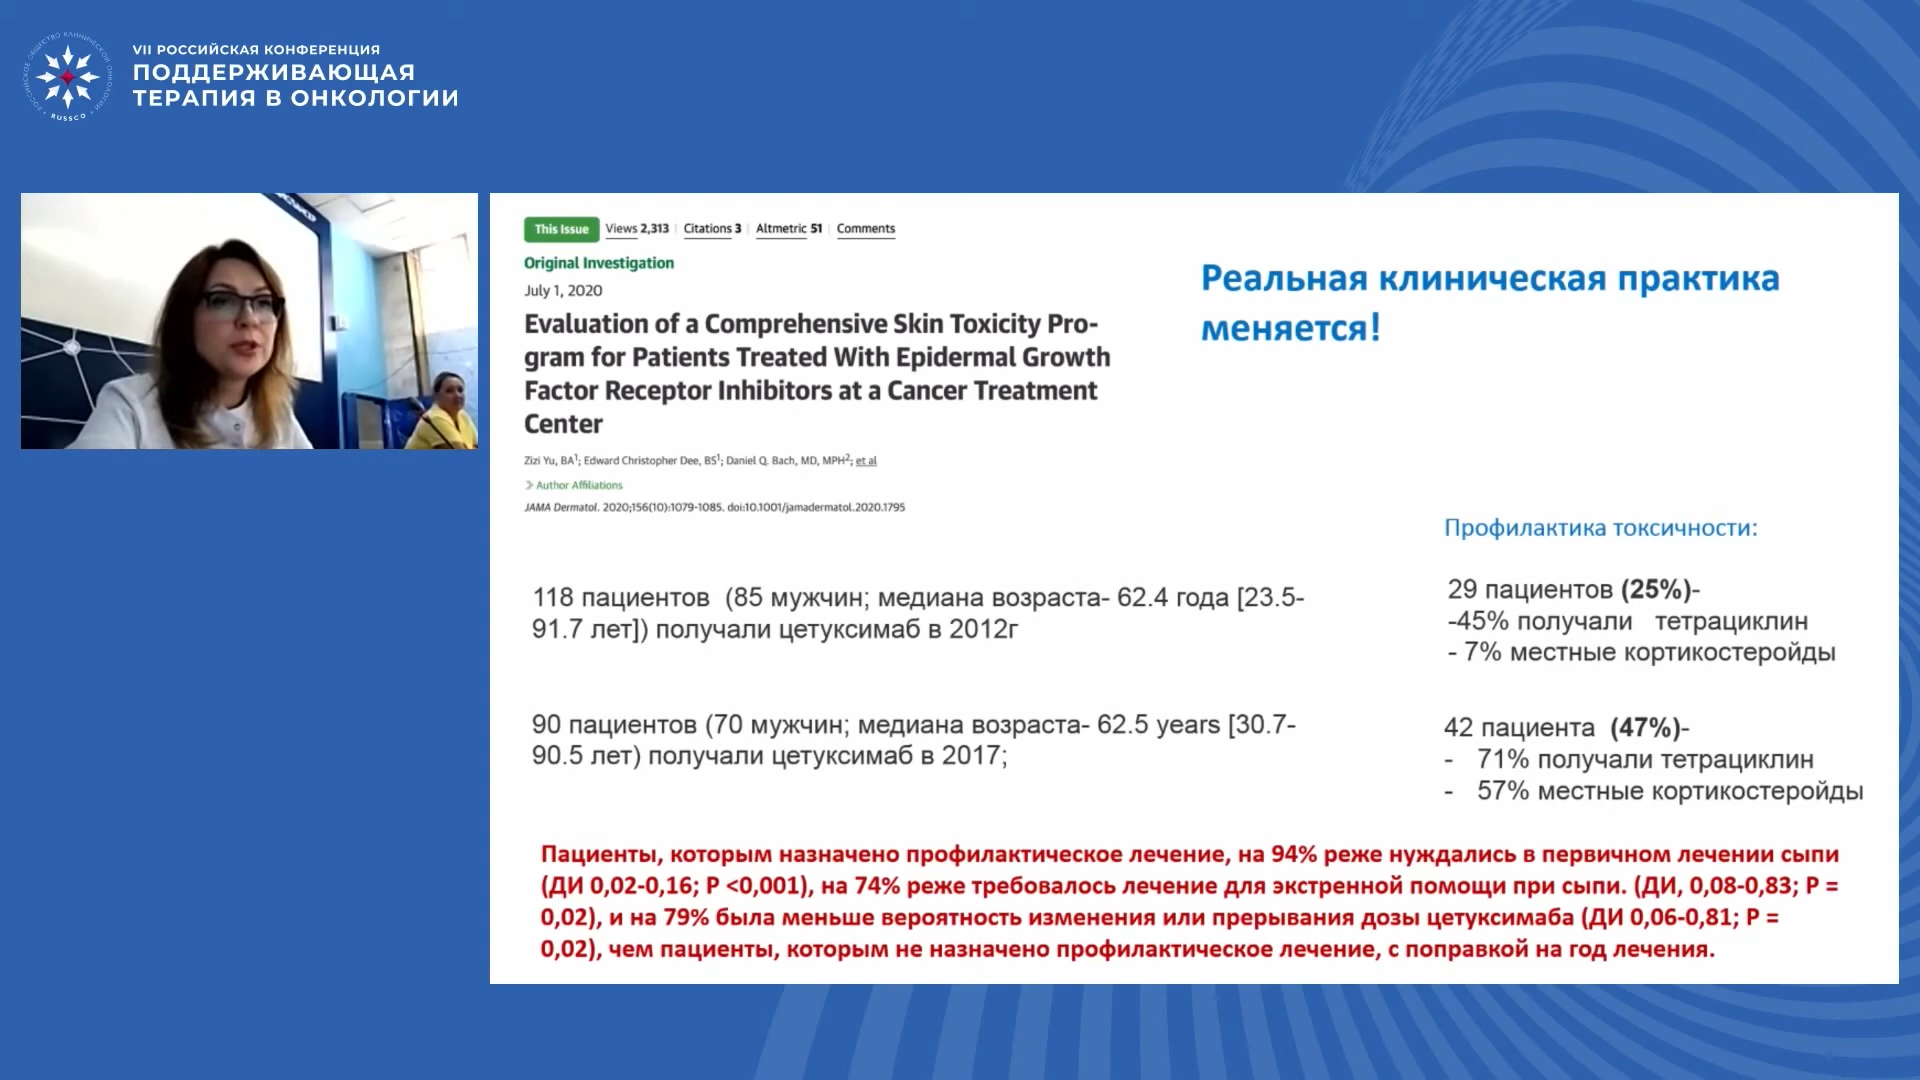 VII РОССИЙСКАЯ КОНФЕРЕНЦИЯ
ПОДДЕРЖИВАЮЩАЯ
ТЕРАПИЯ В ОНКОЛОГИИ
РОССИЙСКОЕ ОБЩЕСТВО КЛИНИЧЕСКОЙ ОНКОЛОГИИ
RUSSCO
This Issue Views 2,313 | Citations 3 | Altmetric 51 | Comments
Original Investigation
July 1, 2020
Evaluation of a Comprehensive Skin Toxicity Pro-
gram for Patients Treated With Epidermal Growth
Factor Receptor Inhibitors at a Cancer Treatment
Center
Zizi Yu, BA1; Edward Christopher Dee, BS1; Daniel Q. Bach, MD, MPH2; et al
Author Affiliations
JAMA Dermatol. 2020;156(10):1079-1085. doi:10.1001/jamadermatol.2020.1795
Реальная клиническая практика
меняется!
Профилактика токсичности:
118 пациентов (85 мужчин; медиана возраста- 62.4 года [23.5-
91.7 лет]) получали цетуксимаб в 2012г
29 пациентов (25%)-
-45% получали тетрациклин
- 7% местные кортикостеройды
90 пациентов (70 мужчин; медиана возраста- 62.5 years [30.7-
90.5 лет) получали цетуксимаб в 2017;
42 пациента (47%)-
- 71% получали тетрациклин
- 57% местные кортикостеройды
Пациенты, которым назначено профилактическое лечение, на 94% реже нуждались в первичном лечении сыпи
(ДИ 0,02-0,16; P <0,001), на 74% реже требовалось лечение для экстренной помощи при сыпи. (ДИ, 0,08-0,83; P =
0,02), и на 79% была меньше вероятность изменения или прерывания дозы цетуксимаба (ДИ 0,06-0,81; P =
0,02), чем пациенты, которым не назначено профилактическое лечение, с поправкой на год лечения.